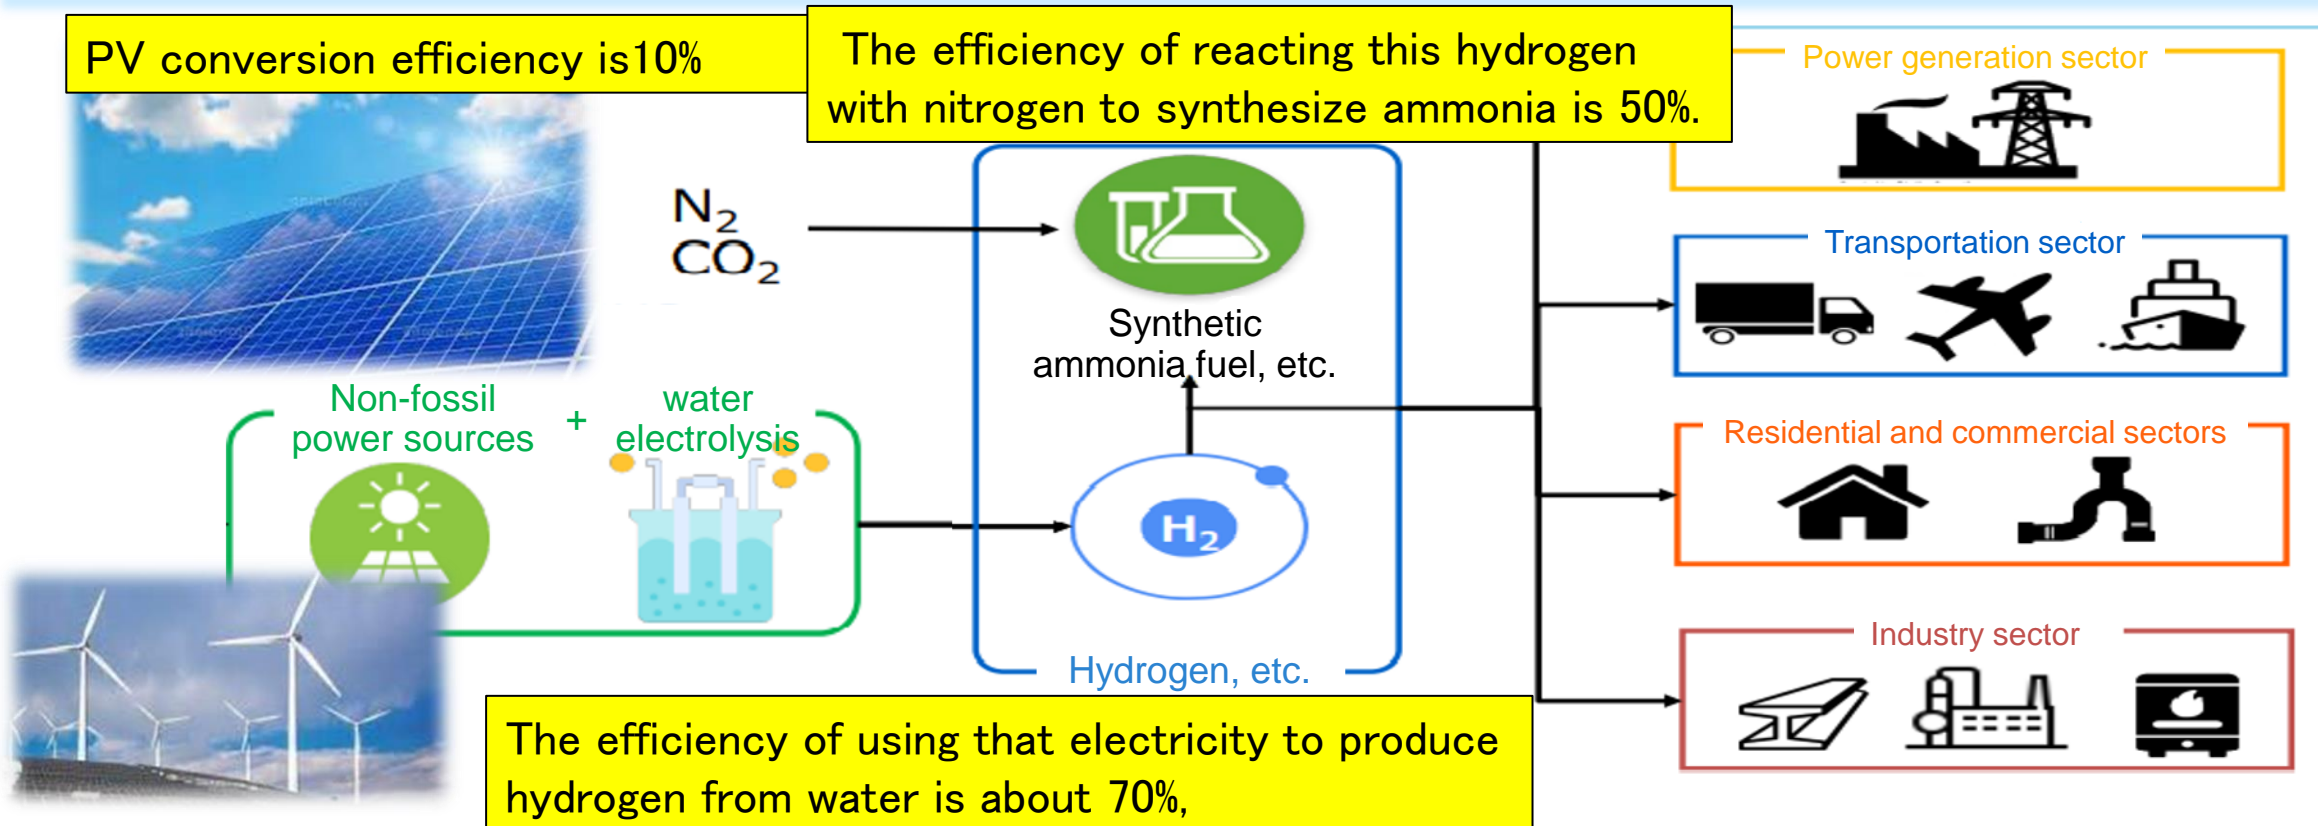 PV conversion efficiency is10%
The efficiency of reacting this hydrogen
with nitrogen to synthesize ammonia is 50%.
Power generation sector
N2
CO2
Synthetic
ammonia fuel, etc.
Transportation sector
Non-fossil
power sources
+
water
electrolysis
H2
Residential and commercial sectors
Hydrogen, etc.
Industry sector
The efficiency of using that electricity to produce
hydrogen from water is about 70%,